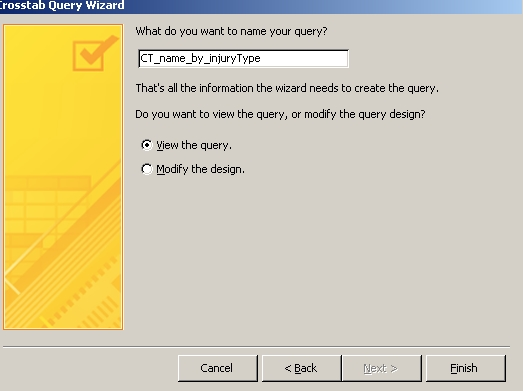 Crosstab Query Wizard
What do you want to name your query?
CT_name_by_injuryType
That's all the information the wizard needs to create the query.
Do you want to view the query, or modify the query design?
View the query.
Modify the design.
Cancel
< Back
Next >
Finish